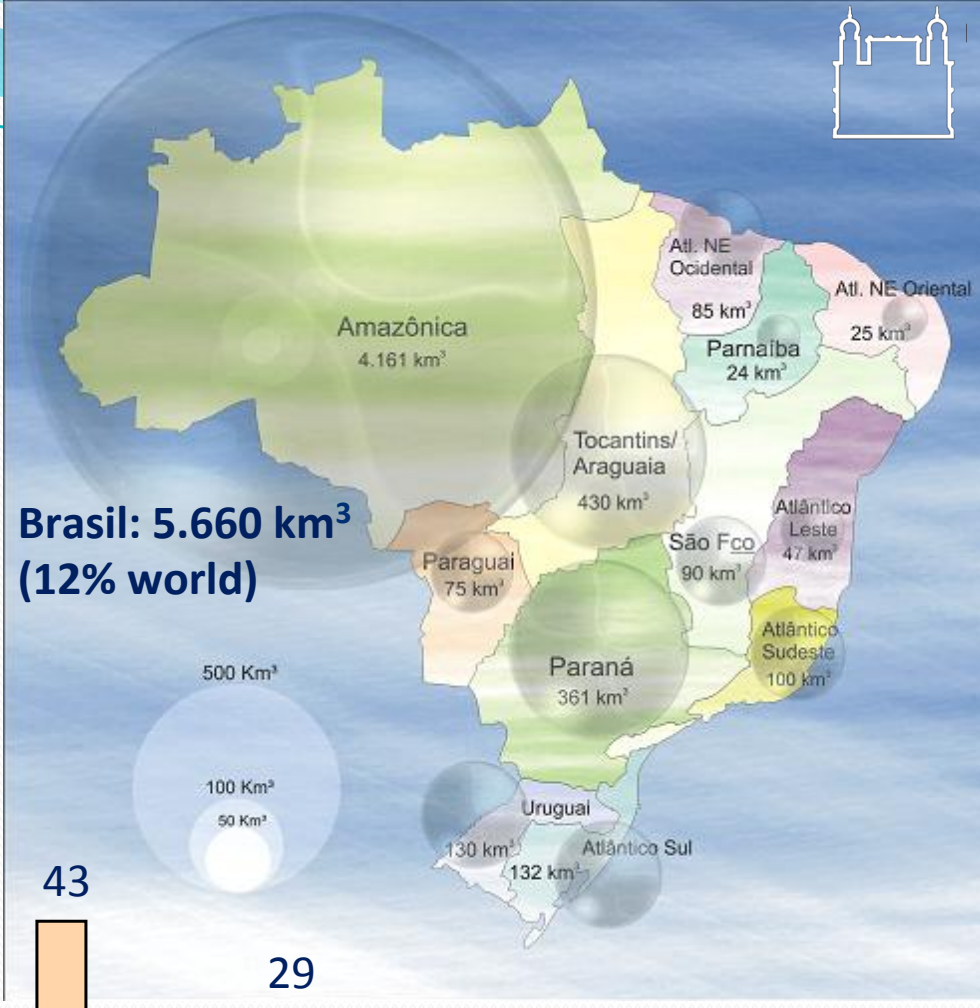 Atl. NE
Ocidental
85 km³
Atl. NE Oriental
25 km³
Amazônica
4.161 km³
Parnaíba
24 km³
Tocantins/
Araguaia
430 km³
Atlântico
Leste
47 km³
Brasil: 5.660 km³
(12% world)
São Fco
90 km³
Paraguai
75 km³
Atlântico
Sudeste
100 km³
Paraná
361 km³
500 Km³
100 Km³
50 Km³
Uruguai
130 km³
Atlântico Sul
132 km³
43
29